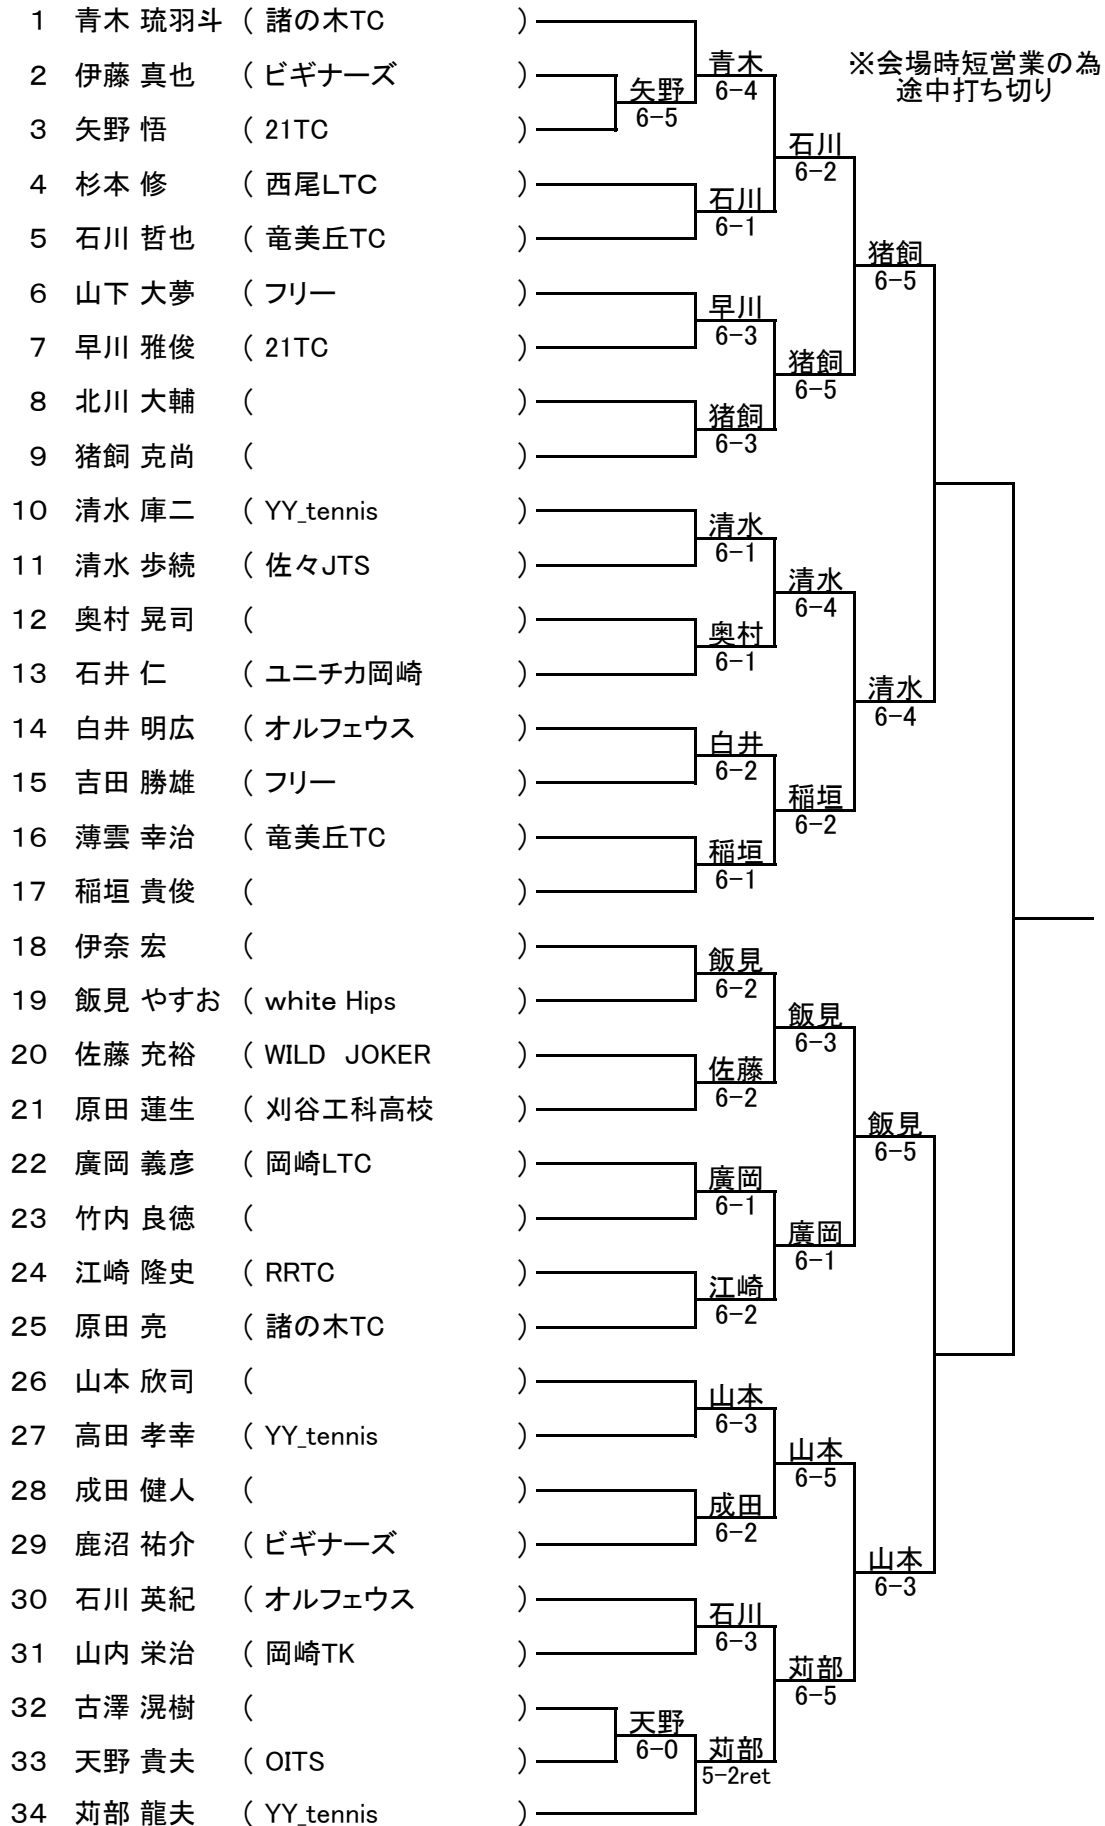 1 青木 琉羽斗 ( 諸の木TC )
2 伊藤 真也 ( ビギナーズ )
3 矢野 悟 ( 21TC )
4 杉本 修 ( 西尾LTC )
5 石川 哲也 ( 竜美丘TC )
6 山下 大夢 ( フリー )
7 早川 雅俊 ( 21TC )
8 北川 大輔 ( )
9 猪飼 克尚 ( )
10 清水 庫二 ( YY_tennis )
11 清水 歩続 ( 佐々JTS )
12 奥村 晃司 ( )
13 石井 仁 ( ユニチカ岡崎 )
14 白井 明広 ( オルフェウス )
15 吉田 勝雄 ( フリー )
16 薄雲 幸治 ( 竜美丘TC )
17 稲垣 貴俊 ( )
18 伊奈 宏 ( )
19 飯見 やすお ( white Hips )
20 佐藤 充裕 ( WILD JOKER )
21 原田 蓮生 ( 刈谷工科高校 )
22 廣岡 義彦 ( 岡崎LTC )
23 竹内 良徳 ( )
24 江崎 隆史 ( RRTC )
25 原田 亮 ( 諸の木TC )
26 山本 欣司 ( )
27 高田 孝幸 ( YY_tennis )
28 成田 健人 ( )
29 鹿沼 祐介 ( ビギナーズ )
30 石川 英紀 ( オルフェウス )
31 山内 栄治 ( 岡崎TK )
32 古澤 滉樹 ( )
33 天野 貴夫 ( OITS )
34 苅部 龍夫 ( YY_tennis )
矢野
6-5
天野
6-0
青木
6-4
石川
6-1
早川
6-3
猪飼
6-3
清水
6-1
奥村
6-1
白井
6-2
稲垣
6-1
飯見
6-2
佐藤
6-2
廣岡
6-1
江崎
6-2
山本
6-3
成田
6-2
石川
6-3
苅部
5-2ret
石川
6-2
猪飼
6-5
清水
6-4
稲垣
6-2
飯見
6-3
廣岡
6-1
山本
6-5
苅部
6-5
猪飼
6-5
清水
6-4
飯見
6-5
山本
6-3
※会場時短営業の為
途中打ち切り